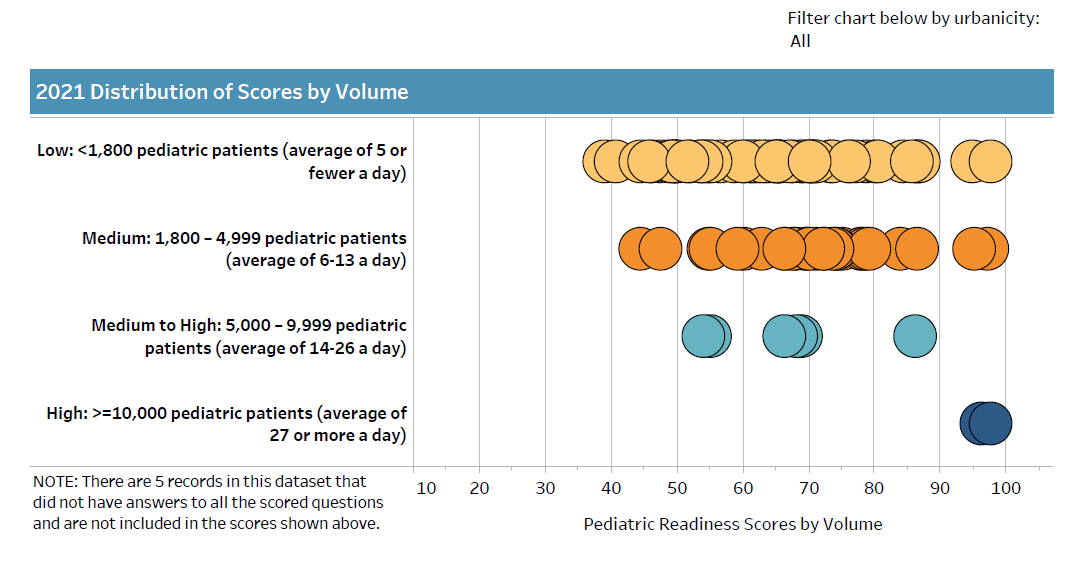 Filter chart below by urbanicity:
All
2021 Distribution of Scores by Volume
Low: <1,800 pediatric patients (average of 5 or
fewer a day)
Medium: 1,800 – 4,999 pediatric patients
(average of 6-13 a day)
Medium to High: 5,000 – 9,999 pediatric
patients (average of 14-26 a day)
High: >=10,000 pediatric patients (average of
27 or more a day)
NOTE: There are 5 records in this dataset that
did not have answers to all the scored questions
and are not included in the scores shown above.
10 20 30 40 50 60 70 80 90 100
Pediatric Readiness Scores by Volume